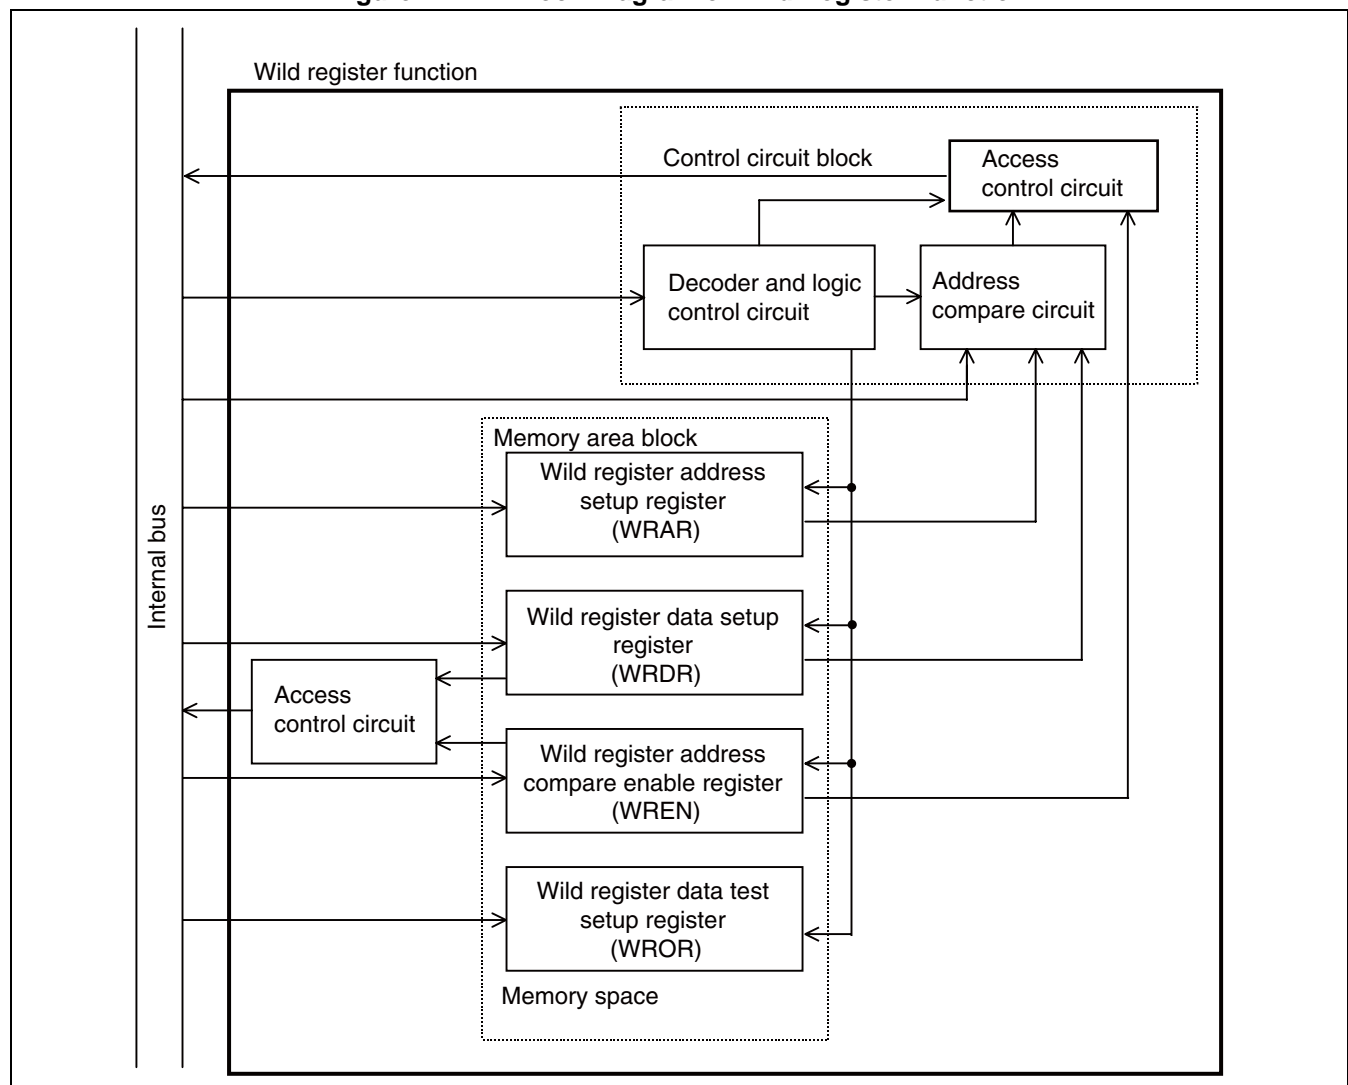 Wild register function
Control circuit block
Access
control circuit
Decoder and logic
control circuit
Address
compare circuit
Memory area block
Wild register address
setup register
(WRAR)
Internal bus
Wild register data setup
register
(WRDR)
Access
control circuit
Wild register address
compare enable register
(WREN)
Wild register data test
setup register
(WROR)
Memory space